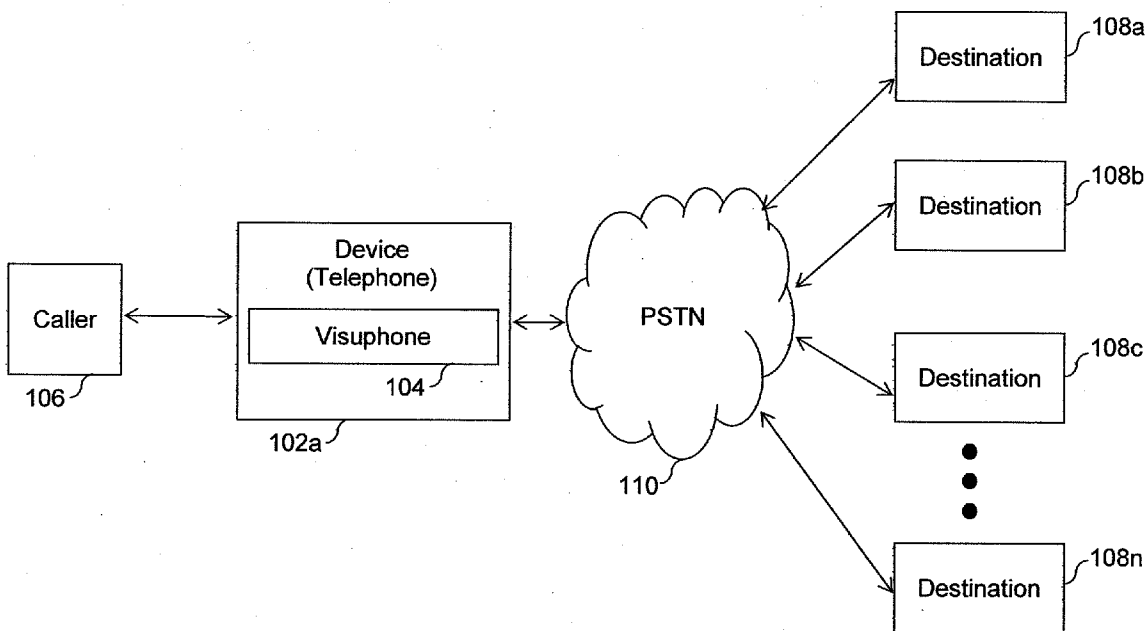 Destination
108a
Destination
108b
Device
(Telephone)
Visuphone
104
102a
Caller
106
PSTN
110
Destination
108c
Destination
108n